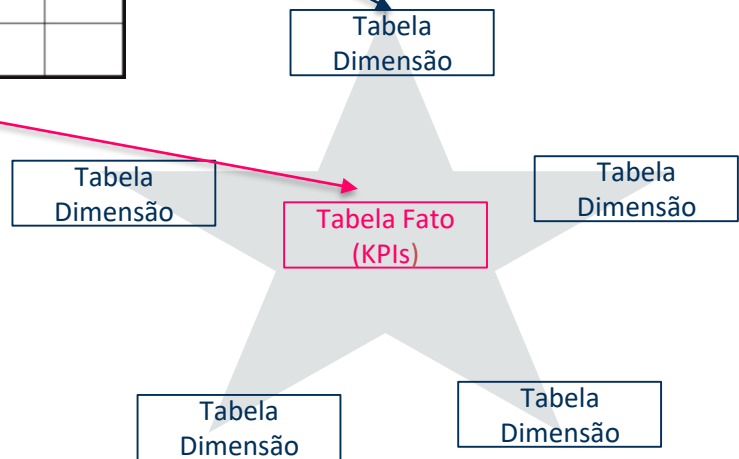 Tabela
Dimensão
Tabela
Dimensão
Tabela
Dimensão
Tabela Fato
(KPIs)
Tabela
Dimensão
Tabela
Dimensão